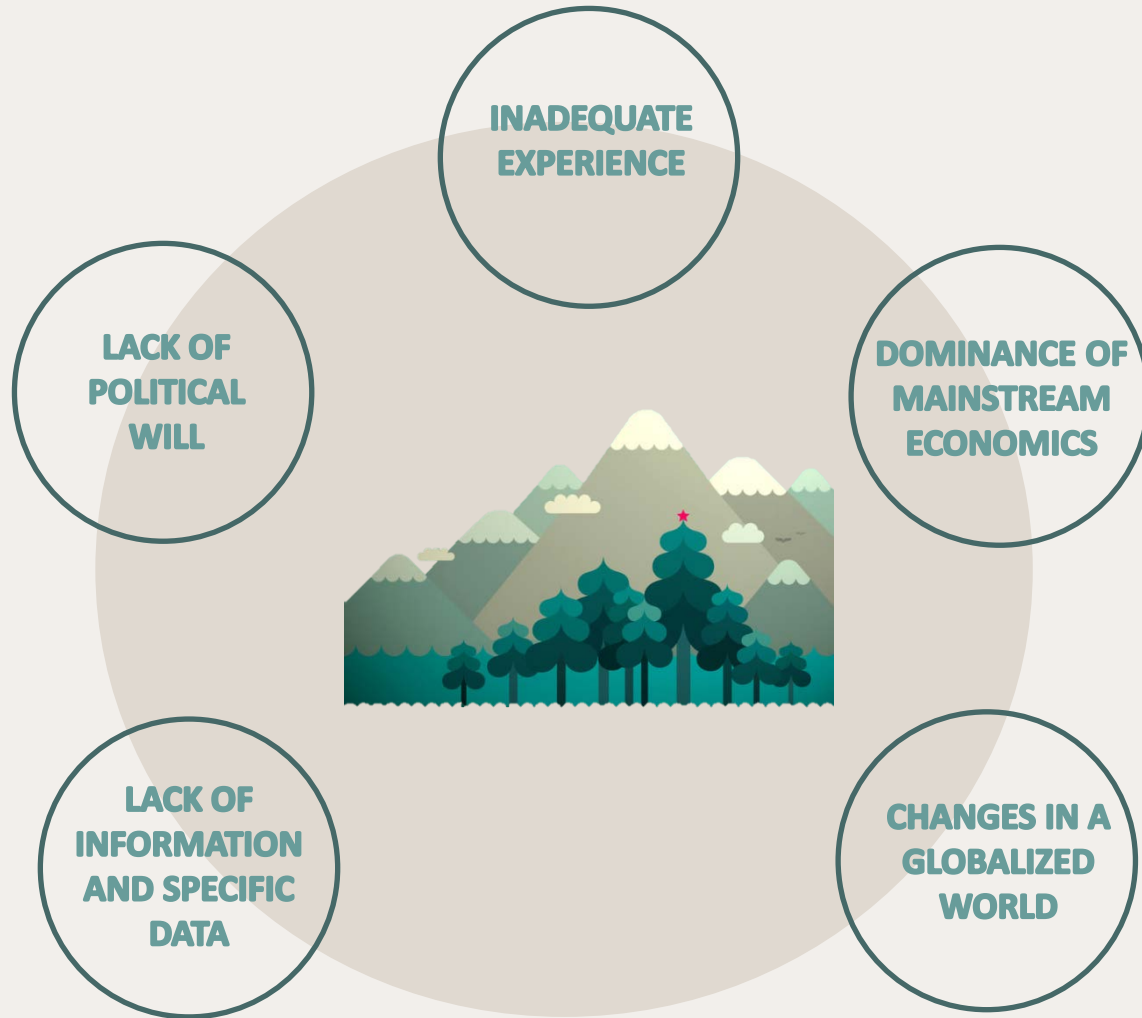 INADEQUATE
EXPERIENCE
LACK OF
POLITICAL
WILL
DOMINANCE OF
MAINSTREAM
ECONOMICS
LACK OF
INFORMATION
AND SPECIFIC
DATA
CHANGES IN A
GLOBALIZED
WORLD